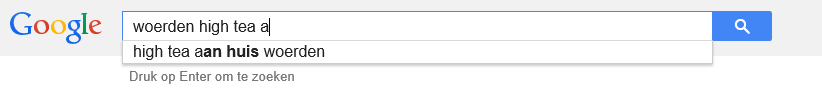 Google woerden high tea a
high tea aan huis woerden
Druk op Enter om te zoeken